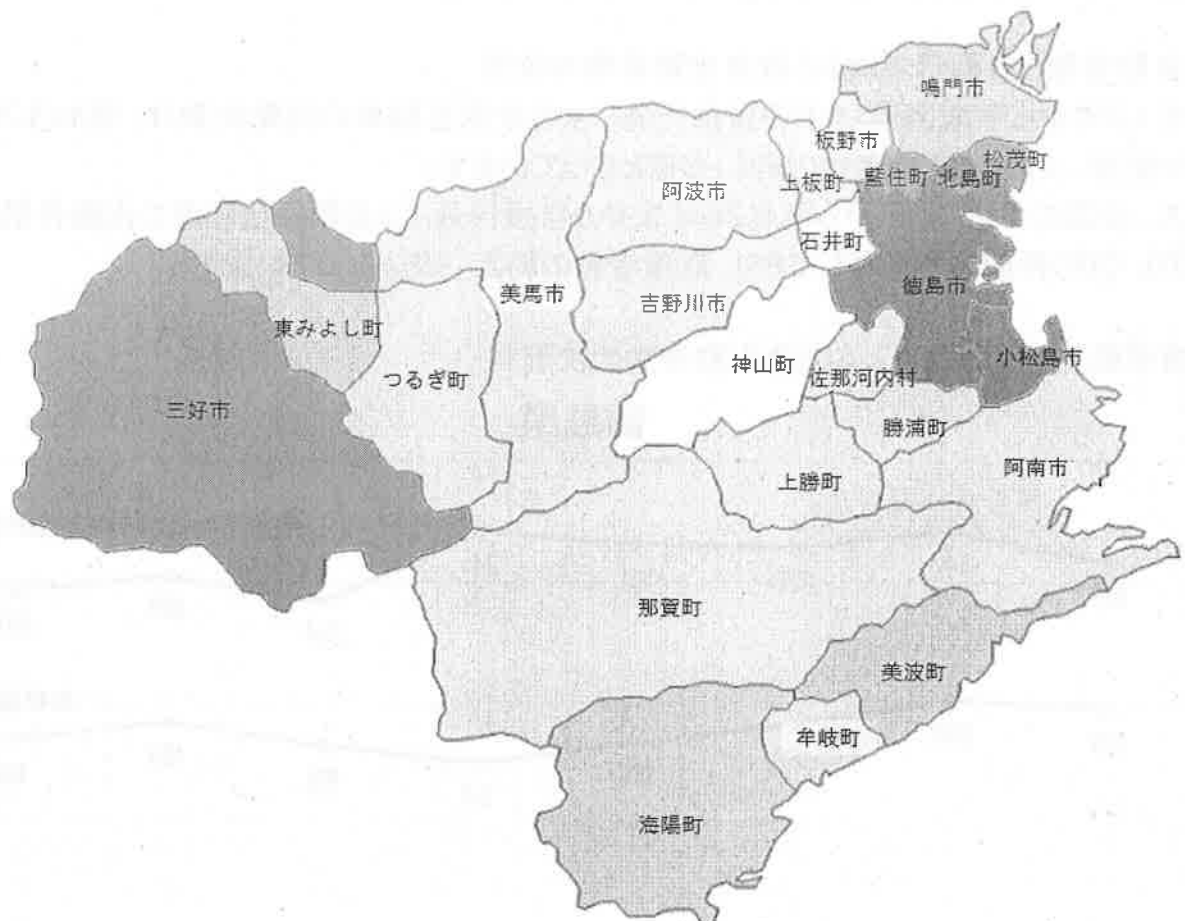 鳴門市
板野市
松茂町
上板町
藍住町
北島町
阿波市
石井町
徳島市
美馬市
吉野川市
東みよし町
神山町
小松島市
つるぎ町
佐那河内村
三好市
勝浦町
阿南市
上勝町
那賀町
美波町
牟岐町
海陽町